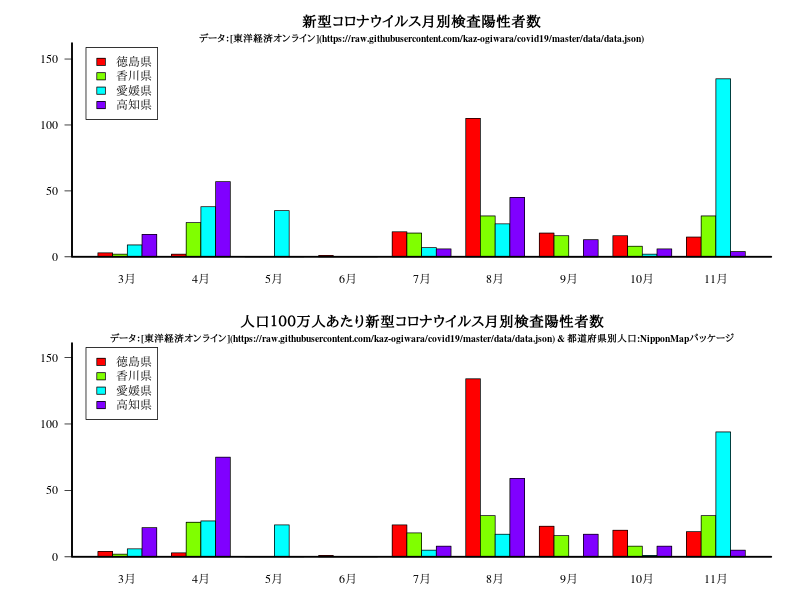 新型コロナウイルス月別検査陽性者数
データ:[東洋経済オンライン](https://raw.githubusercontent.com/kaz-ogiwara/covid19/master/data/data.json)
150
100
50
0
徳島県
香川県
愛媛県
高知県
3月 4月 5月 6月 7月 8月 9月 10月 11月
人口100万人あたり新型コロナウイルス月別検査陽性者数
データ:[東洋経済オンライン](https://raw.githubusercontent.com/kaz-ogiwara/covid19/master/data/data.json) & 都道府県別人口:NipponMapパッケージ
150
100
50
0
徳島県
香川県
愛媛県
高知県
3月 4月 5月 6月 7月 8月 9月 10月 11月